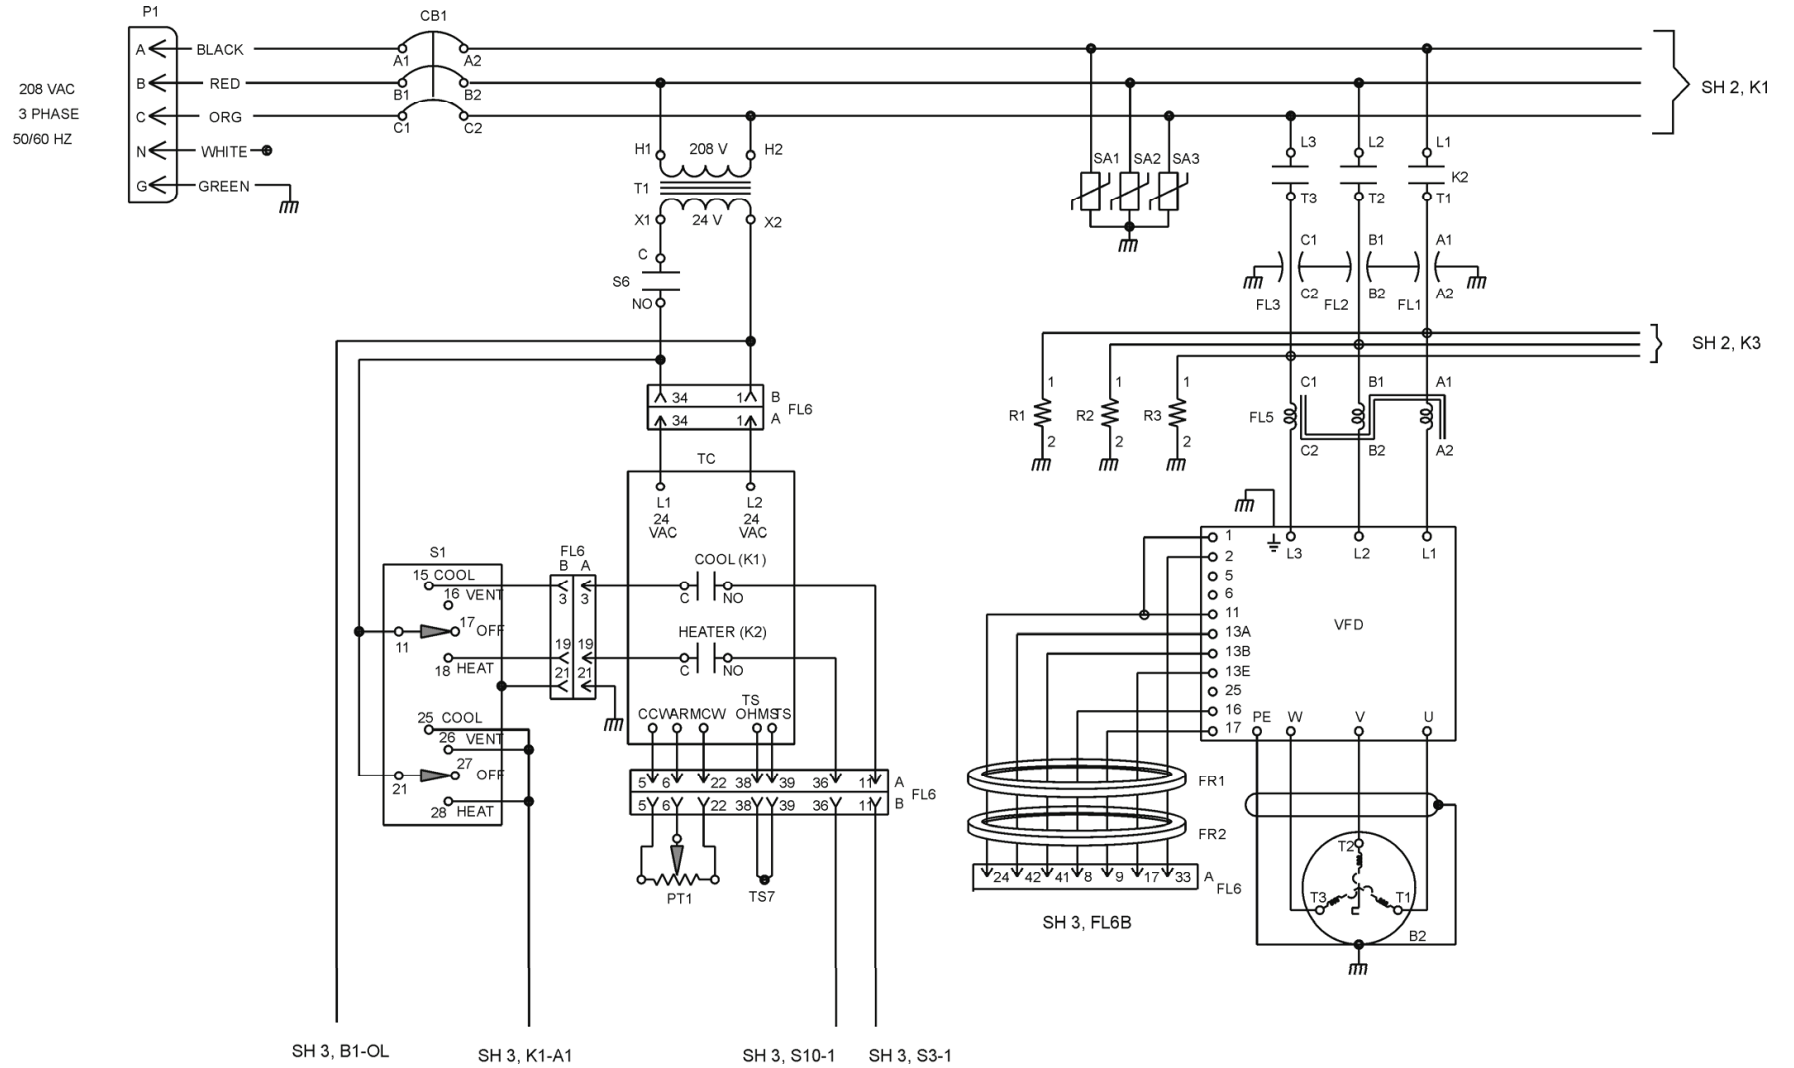 P1
CB1
A BLACK A1 A2
208 VAC
3 PHASE
50/60 HZ
B RED B1 B2
C ORG C1 C2
N WHITE
G GREEN
SH 2, K1
H1 208 V H2
T1
X1 24 V X2
C
S6
NO
SA1 SA2 SA3
L3 L2 L1
K2
T3 T2 T1
C1 B1 A1
C2 B2 A2
FL3 FL2 FL1
SH 2, K3
34 1 B
FL6
34 1 A
1 1 1
R1 R2 R3
2 2 2
C1 B1 A1
FL5
C2 B2 A2
TC
L1 L2
24 24
VAC VAC
COOL (K1)
C NO
HEATER (K2)
C NO
TS
CCW ARM CW OHMS TS
S1
15 COOL
16 VENT
17 OFF
11
18 HEAT
25 COOL
26 VENT
27 OFF
21
28 HEAT
FL6
B A
3 3
19 19
21 21
5 6 22 38 39 36 11 A
FL6
5 6 22 38 39 36 11 B
PT1
TS7
1
2
5
6
11
13A
13B
13E
25
16
17
L3 L2 L1
VFD
PE W V U
FR1
FR2
24 42 41 8 9 17 33 A
FL6
SH 3, FL6B
T2
T3 T1
B2
SH 3, B1-OL
SH 3, K1-A1
SH 3, S10-1
SH 3, S3-1